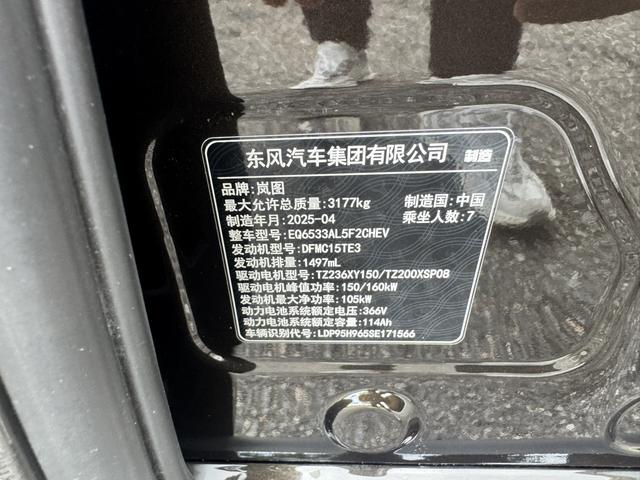 东风汽车集团有限公司 制造
品牌:岚图
最大允许总质量:3177kg 制造国:中国
制造年月:2025-04 乘坐人数:7
整车型号:EQ6533AL5F2CHEV
发动机型号:DFMC15TE3
发动机排量:1497mL
驱动电机型号:TZ236XY150/TZ200XSP08
驱动电机峰值功率:150/160kW
发动机最大净功率:105kW
动力电池系统额定电压:366V
动力电池系统额定容量:114Ah
车辆识别代号:LDP95H965SE171566